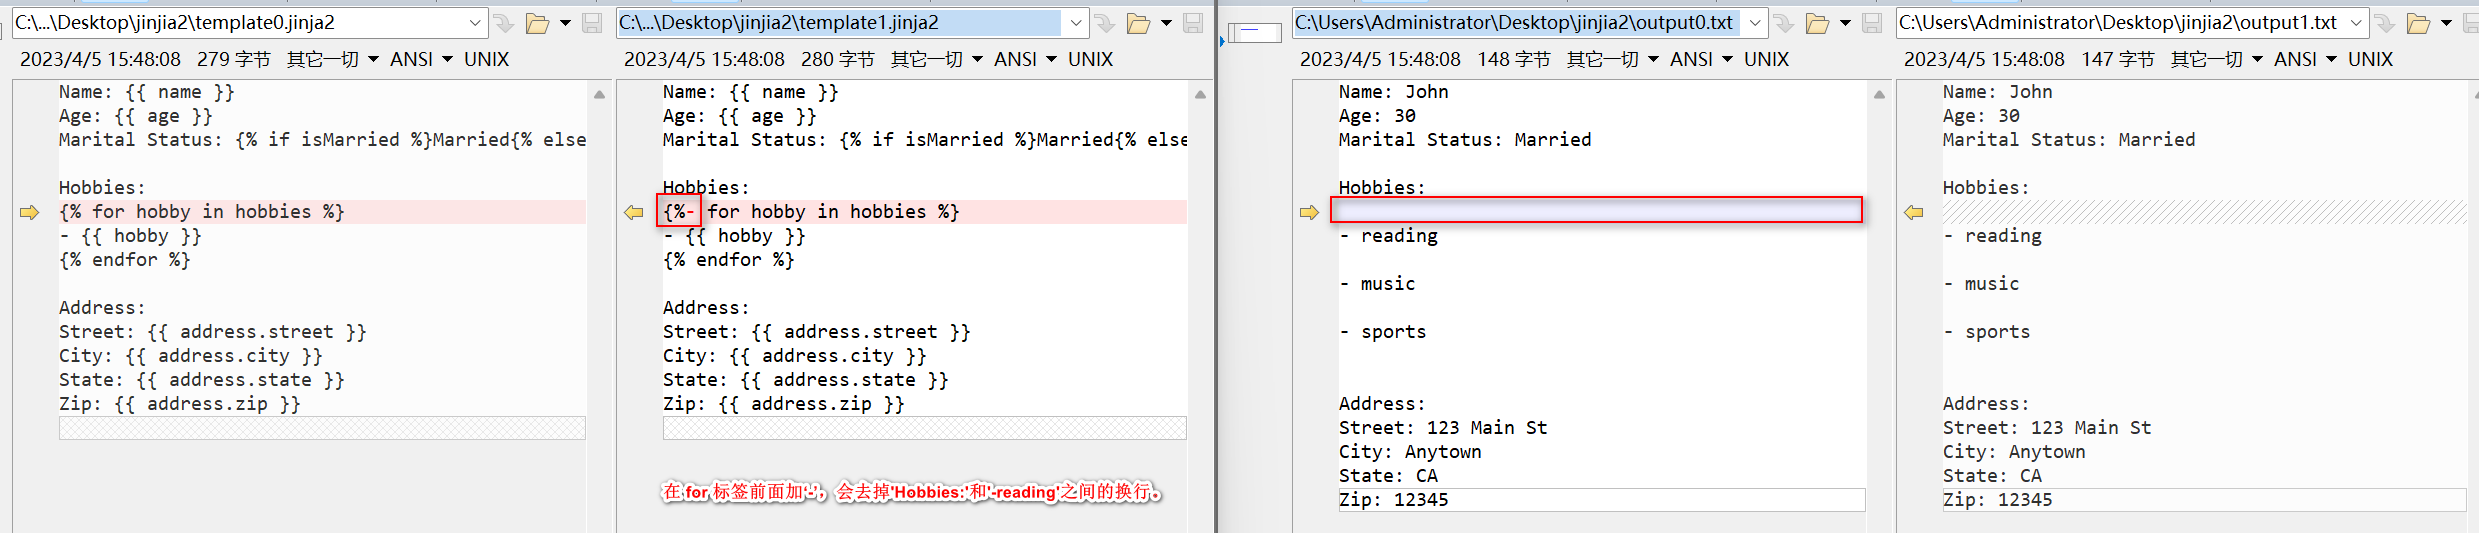 C:\...\Desktop\jinjia2\template0.jinja2
2023/4/5 15:48:08 279 字节 其它一切 ANSI UNIX
Name: {{ name }}
Age: {{ age }}
Marital Status: {% if isMarried %}Married{% else
Hobbies:
{% for hobby in hobbies %}
- {{ hobby }}
{% endfor %}
Address:
Street: {{ address.street }}
City: {{ address.city }}
State: {{ address.state }}
Zip: {{ address.zip }}
C:\...\Desktop\jinjia2\template1.jinja2
2023/4/5 15:48:08 280 字节 其它一切 ANSI UNIX
Name: {{ name }}
Age: {{ age }}
Marital Status: {% if isMarried %}Married{% else
Hobbies:
{%- for hobby in hobbies %}
- {{ hobby }}
{% endfor %}
Address:
Street: {{ address.street }}
City: {{ address.city }}
State: {{ address.state }}
Zip: {{ address.zip }}
在 for 标签前面加‘-’，会去掉'Hobbies:'和'-reading'之间的换行。
C:\Users\Administrator\Desktop\jinjia2\output0.txt
2023/4/5 15:48:08 148 字节 其它一切 ANSI UNIX
Name: John
Age: 30
Marital Status: Married
Hobbies:
- reading
- music
- sports
Address:
Street: 123 Main St
City: Anytown
State: CA
Zip: 12345
C:\Users\Administrator\Desktop\jinjia2\output1.txt
2023/4/5 15:48:08 147 字节 其它一切 ANSI UNIX
Name: John
Age: 30
Marital Status: Married
Hobbies:
- reading
- music
- sports
Address:
Street: 123 Main St
City: Anytown
State: CA
Zip: 12345